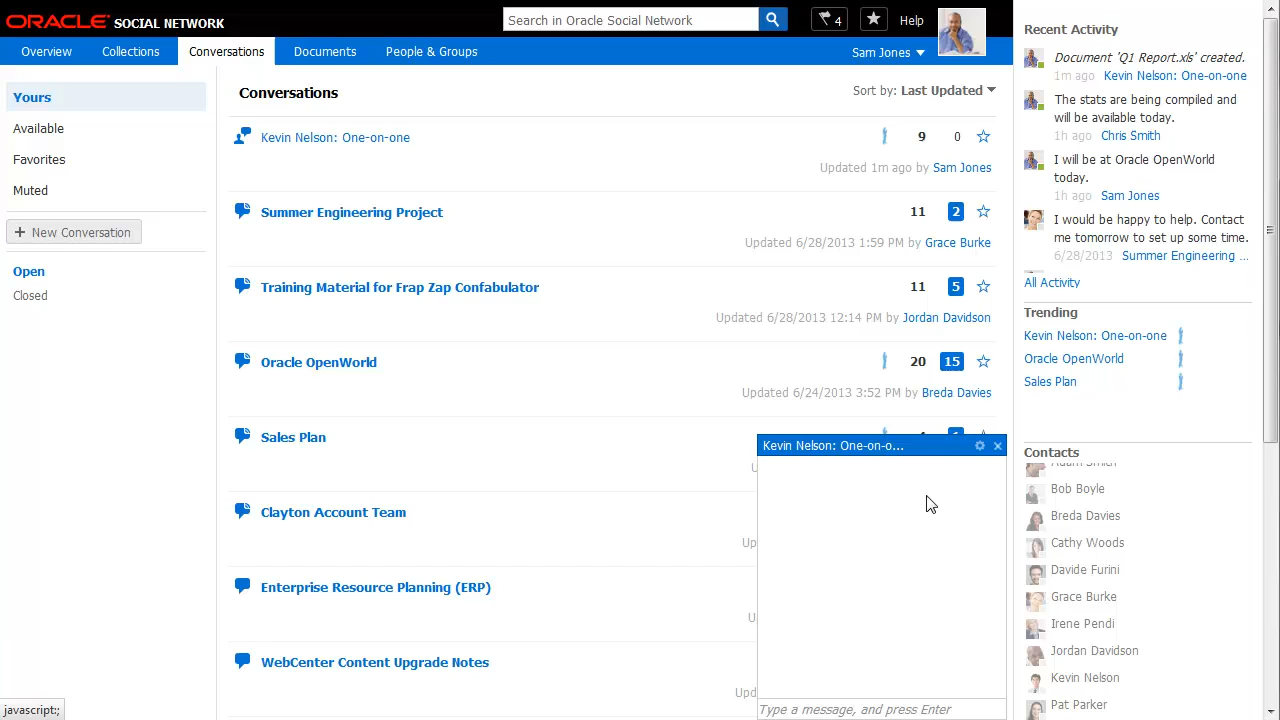 ORACLE SOCIAL NETWORK
Search in Oracle Social Network
4
Help
Overview
Collections
Conversations
Documents
People & Groups
Sam Jones
Yours
Available
Favorites
Muted
+ New Conversation
Open
Closed
Conversations
Sort by: Last Updated
Kevin Nelson: One-on-one
9
0
Updated 1m ago by Sam Jones
Summer Engineering Project
11
2
Updated 6/28/2013 1:59 PM by Grace Burke
Training Material for Frap Zap Confabulator
11
5
Updated 6/28/2013 12:14 PM by Jordan Davidson
Oracle OpenWorld
20
15
Updated 6/24/2013 3:52 PM by Breda Davies
Sales Plan
Clayton Account Team
Enterprise Resource Planning (ERP)
WebCenter Content Upgrade Notes
Kevin Nelson: One-on-o...
Type a message, and press Enter
Recent Activity
Document 'Q1 Report.xls' created.
1m ago Kevin Nelson: One-on-one
The stats are being compiled and
will be available today.
1h ago Chris Smith
I will be at Oracle OpenWorld
today.
1h ago Sam Jones
I would be happy to help. Contact
me tomorrow to set up some time.
6/28/2013 Summer Engineering ...
All Activity
Trending
Kevin Nelson: One-on-one
Oracle OpenWorld
Sales Plan
Contacts
Adam Smith
Bob Boyle
Breda Davies
Cathy Woods
Davide Furini
Grace Burke
Irene Pendi
Jordan Davidson
Kevin Nelson
Pat Parker
javascript:;